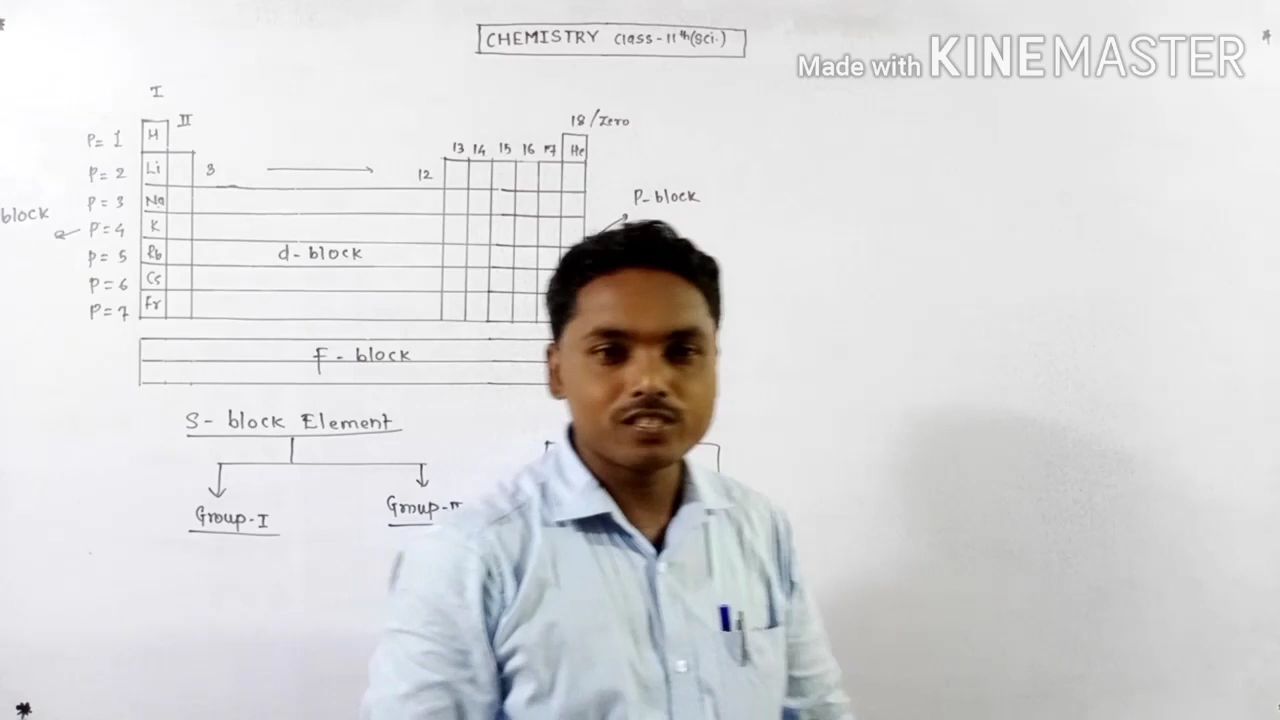 CHEMISTRY Class-11th(Sci.)
Made with KINEMASTER
I
II
18/Zero
P= 1 H
13 14 15 16 17 He
P= 2 Li 3 12
P= 3 Na
P-block
block
P=4 K
P= 5 Rb d-block
P=6 Cs
P= 7 Fr
F-block
S-block Element
Group-I Group-II